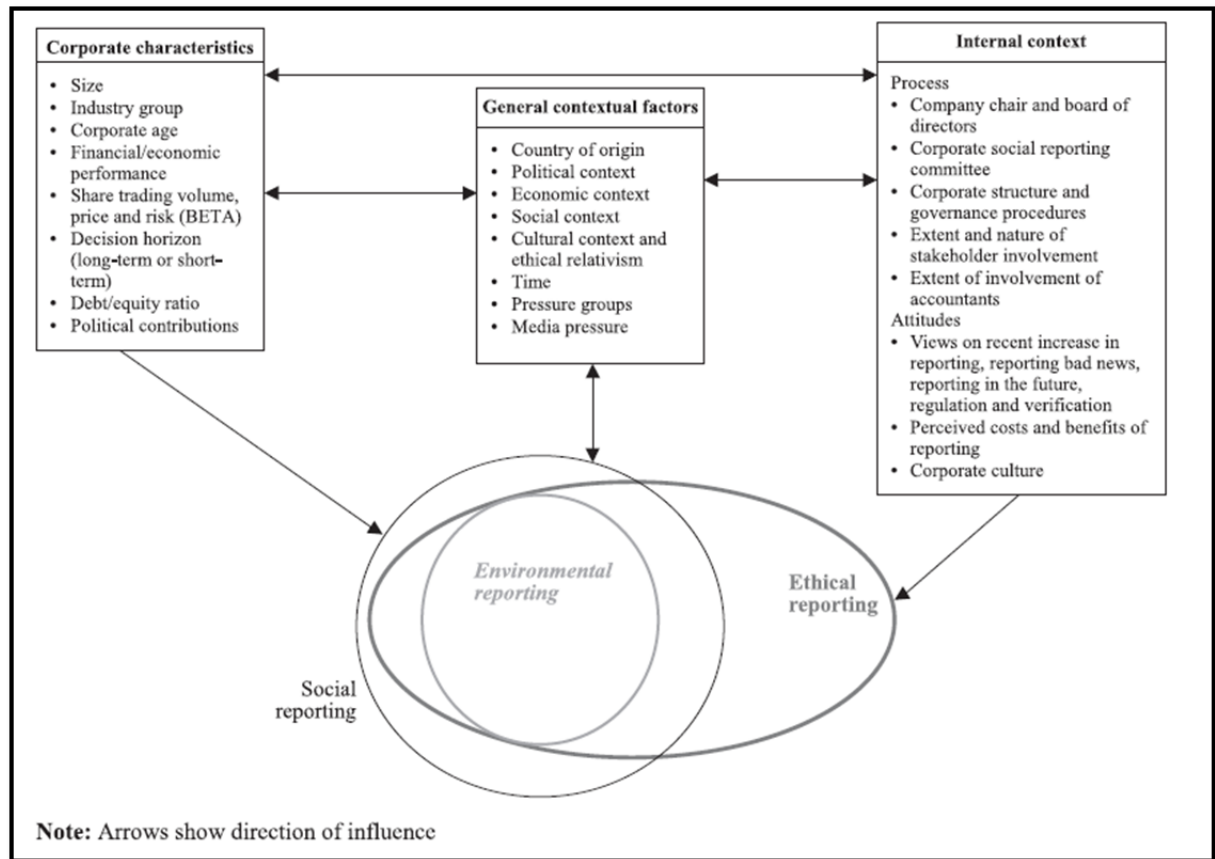 Corporate characteristics
• Size
• Industry group
• Corporate age
• Financial/economic
performance
• Share trading volume,
price and risk (BETA)
• Decision horizon
(long-term or short-
term)
• Debt/equity ratio
• Political contributions
General contextual factors
• Country of origin
• Political context
• Economic context
• Social context
• Cultural context and
ethical relativism
• Time
• Pressure groups
• Media pressure
Internal context
Process
• Company chair and board of
directors
• Corporate social reporting
committee
• Corporate structure and
governance procedures
• Extent and nature of
stakeholder involvement
• Extent of involvement of
accountants
Attitudes
• Views on recent increase in
reporting, reporting bad news,
reporting in the future,
regulation and verification
• Perceived costs and benefits of
reporting
• Corporate culture
Environmental
reporting
Ethical
reporting
Social
reporting
Note: Arrows show direction of influence